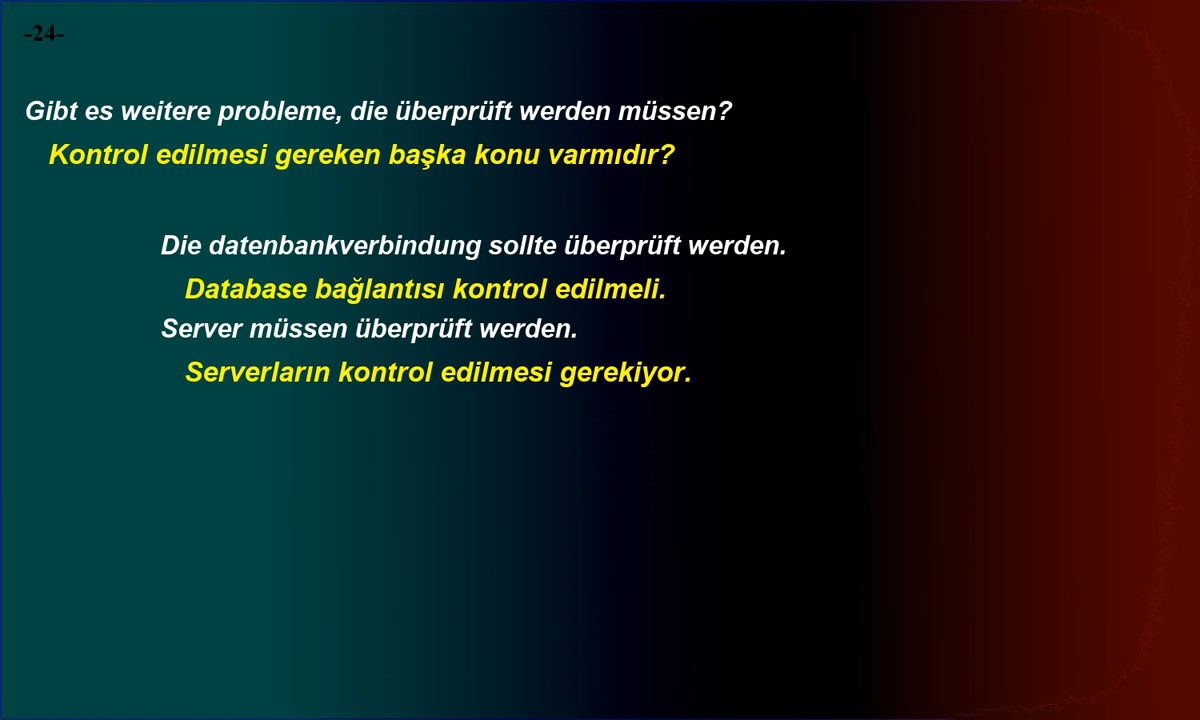 -24-
Gibt es weitere probleme, die überprüft werden müssen?
Kontrol edilmesi gereken başka konu varmıdır?
Die datenbankverbindung sollte überprüft werden.
Database bağlantısı kontrol edilmeli.
Server müssen überprüft werden.
Serverların kontrol edilmesi gerekiyor.